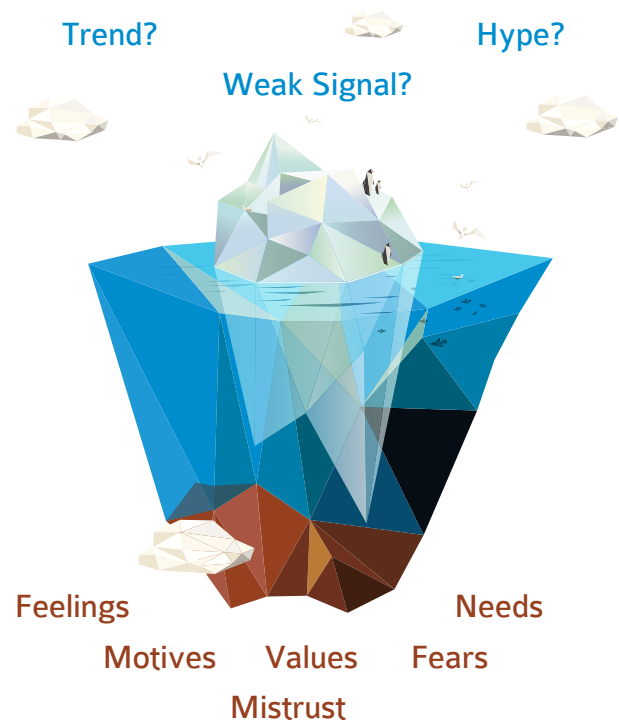 Trend?
Hype?
Weak Signal?
Feelings
Needs
Motives
Values
Fears
Mistrust